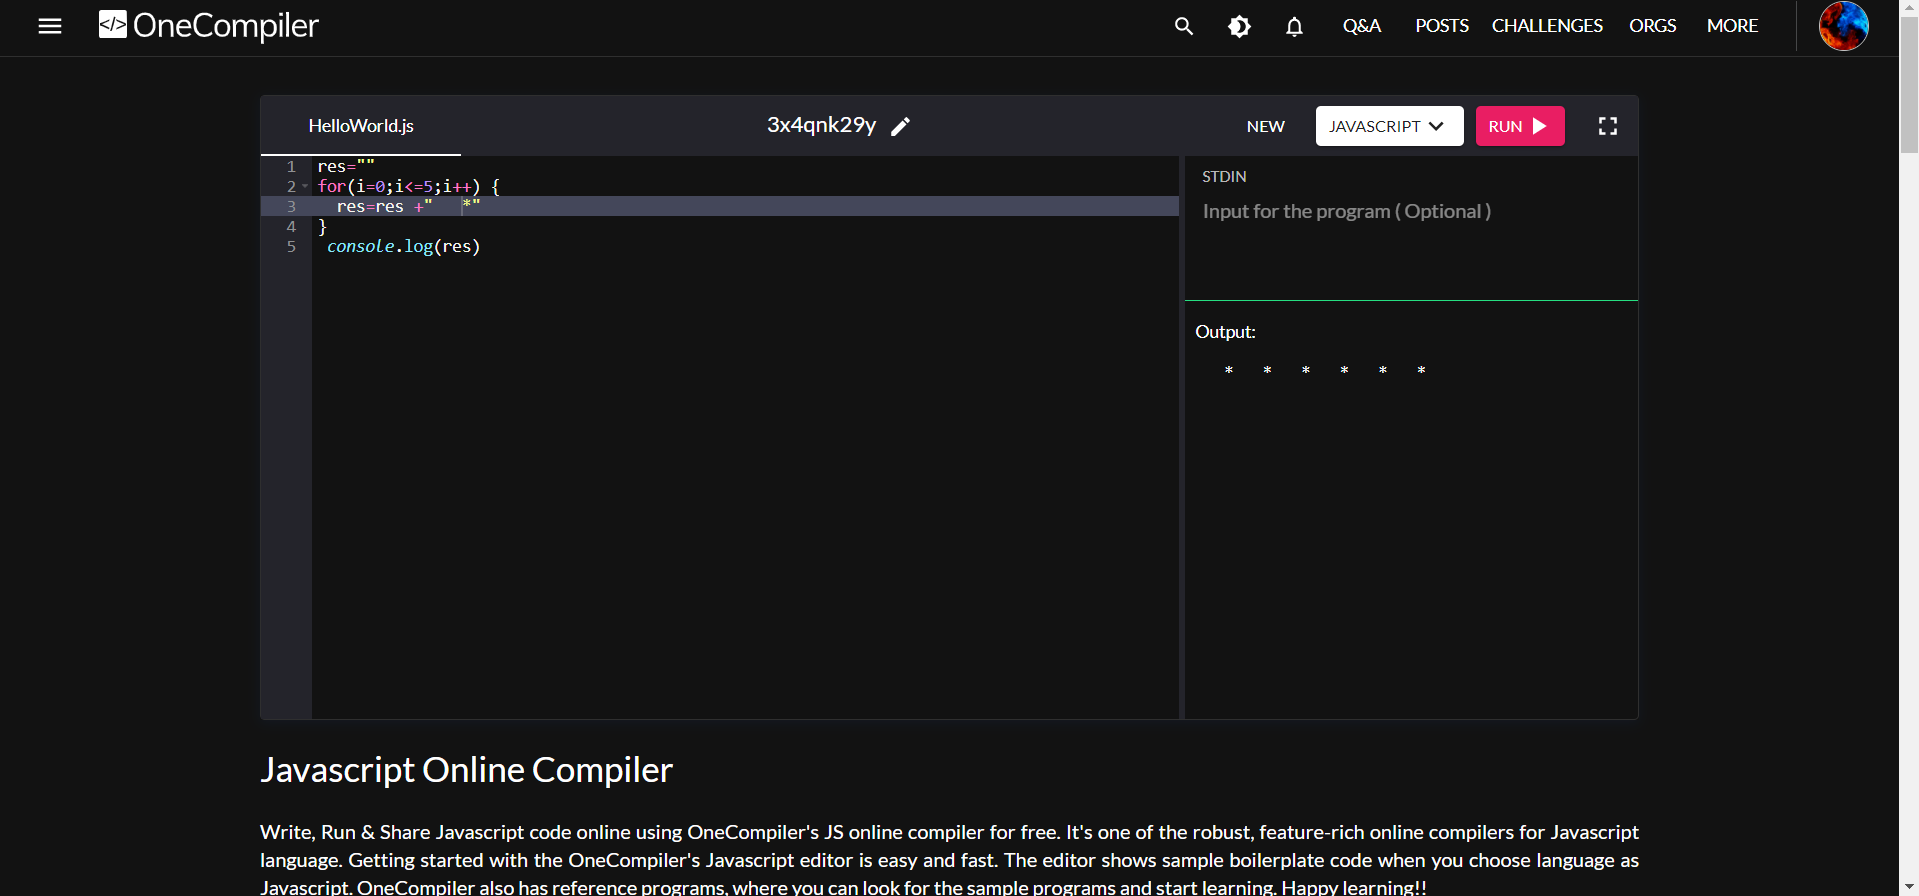 </> OneCompiler
Q&A POSTS CHALLENGES ORGS MORE
HelloWorld.js
3x4qnk29y
NEW
JAVASCRIPT
RUN
1 res=""
2 for(i=0;i<=5;i++) {
3   res=res +"   *"
4 }
5  console.log(res)
STDIN
Input for the program ( Optional )
Output:
   *   *   *   *   *   *
Javascript Online Compiler
Write, Run & Share Javascript code online using OneCompiler's JS online compiler for free. It's one of the robust, feature-rich online compilers for Javascript
language. Getting started with the OneCompiler's Javascript editor is easy and fast. The editor shows sample boilerplate code when you choose language as
Javascript. OneCompiler also has reference programs, where you can look for the sample programs and start learning. Happy learning!!